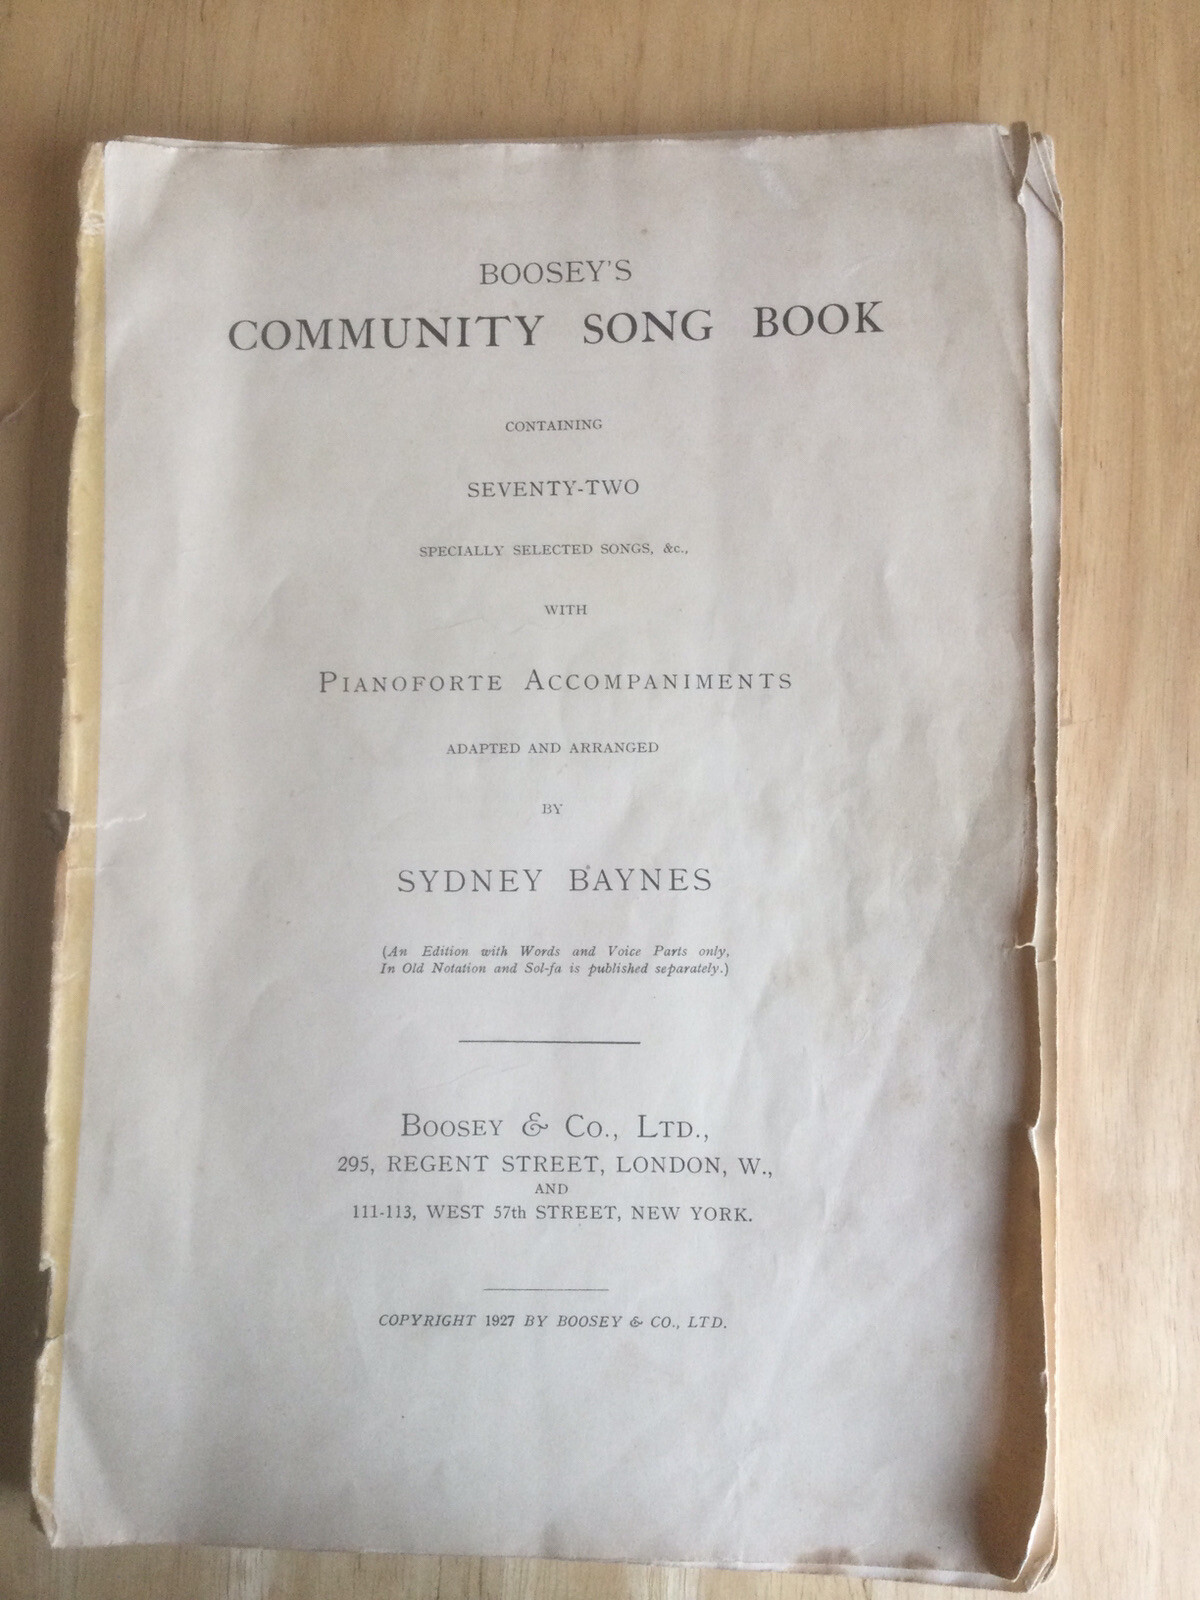 BOOSEY'S
COMMUNITY SONG BOOK
CONTAINING
SEVENTY-TWO
SPECIALLY SELECTED SONGS, &c.,
WITH
PIANOFORTE ACCOMPANIMENTS
ADAPTED AND ARRANGED
BY
SYDNEY BAYNES
(An Edition with Words and Voice Parts only,
In Old Notation and Sol-fa is published separately.)
BOOSEY & CO., LTD.,
295, REGENT STREET, LONDON, W.,
AND
111-113, WEST 57th STREET, NEW YORK.
COPYRIGHT 1927 BY BOOSEY & CO., LTD.